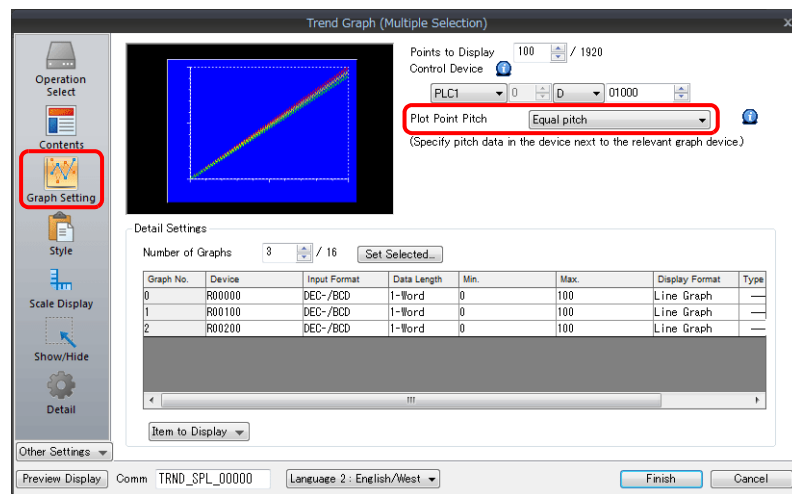 Trend Graph (Multiple Selection)
Operation
Select
Contents
Graph Setting
Style
Scale Display
Show/Hide
Detail
Other Settings
Points to Display 100 / 1920
Control Device
PLC1 0 D 01000
Plot Point Pitch Equal pitch
(Specify pitch data in the device next to the relevant graph device.)
Detail Settings
Number of Graphs 3 / 16 Set Selected...
Graph No. Device Input Format Data Length Min. Max. Display Format Type
0 R00000 DEC-/BCD 1-Word 0 100 Line Graph
1 R00100 DEC-/BCD 1-Word 0 100 Line Graph
2 R00200 DEC-/BCD 1-Word 0 100 Line Graph
Item to Display
Preview Display Comm TRND_SPL_00000 Language 2 : English/West Finish Cancel